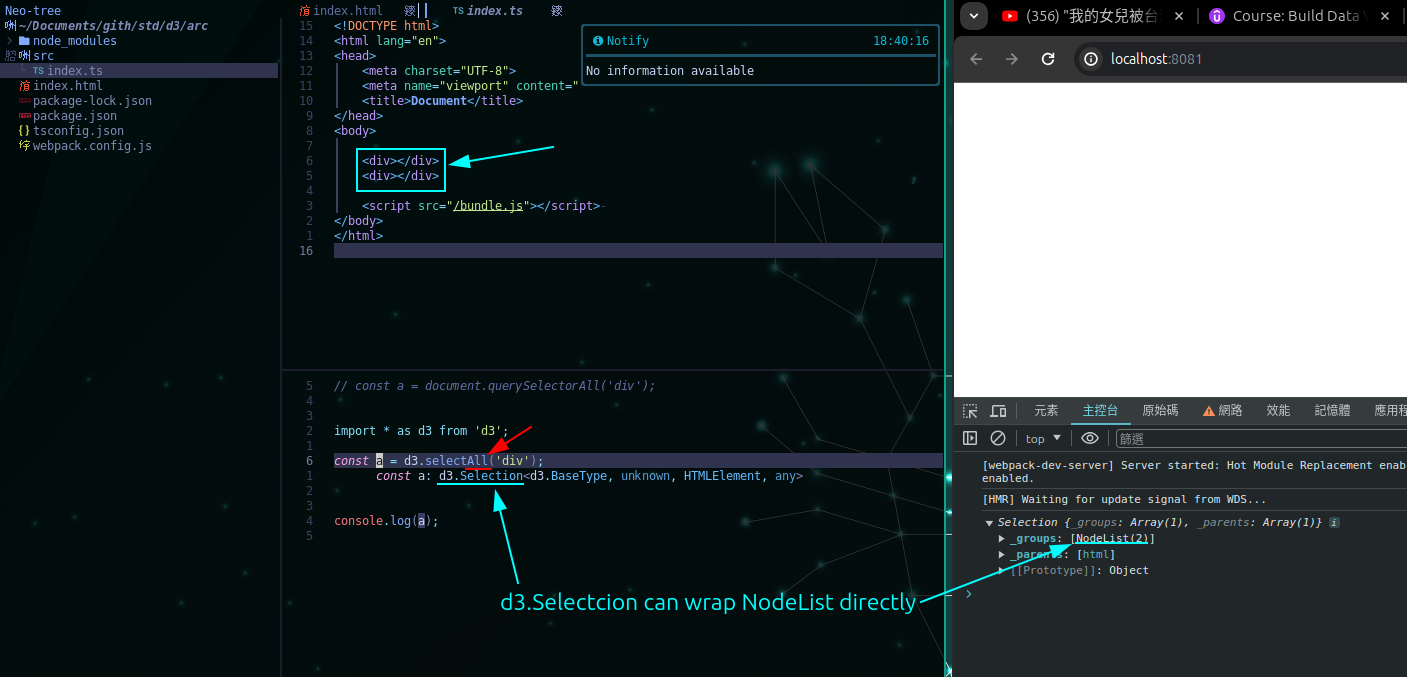 Neo-tree
~/Documents/gith/std/d3/arc
node_modules
src
TS index.ts
index.html
package-lock.json
package.json
{} tsconfig.json
webpack.config.js
index.html
TS index.ts
15 <!DOCTYPE html>
14 <html lang="en">
13 <head>
12 <meta charset="UTF-8">
11 <meta name="viewport" content="
10 <title>Document</title>
9 </head>
8 <body>
7
6 <div></div>
5 <div></div>
4
3 <script src="/bundle.js"></script>-
2 </body>
1 </html>
16
Notify 18:40:16
No information available
5 // const a = document.querySelectorAll('div');
4
3
2 import * as d3 from 'd3';
1
6 const a = d3.selectAll('div');
1 const a: d3.Selection<d3.BaseType, unknown, HTMLElement, any>
2
3
4 console.log(a);
5
d3.Selectcion can wrap NodeList directly
(356) "我的女兒被台
Course: Build Data
localhost:8081
元素 主控台 原始碼 網路 效能 記憶體 應用程
top 篩選
[webpack-dev-server] Server started: Hot Module Replacement enab
enabled.
[HMR] Waiting for update signal from WDS...
Selection {_groups: Array(1), _parents: Array(1)} i
_groups: [NodeList(2)]
_parents: [html]
[[Prototype]]: Object